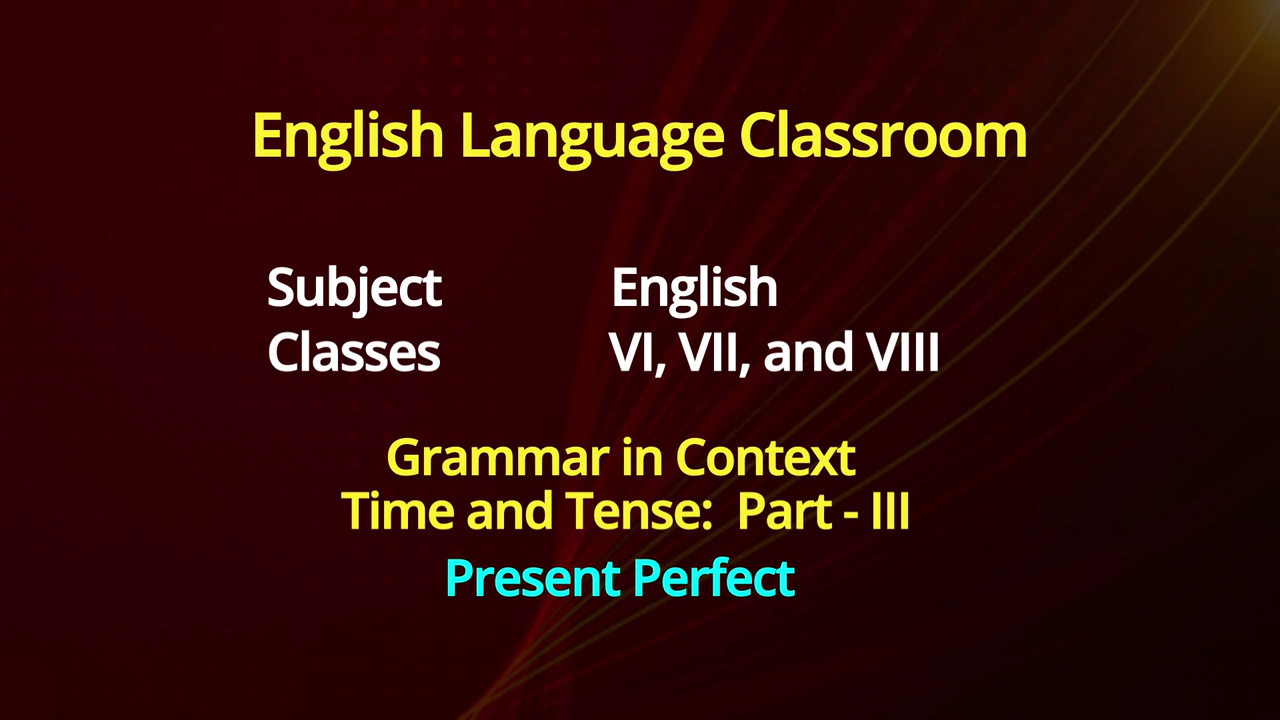 English Language Classroom
Subject English
Classes VI, VII, and VIII
Grammar in Context
Time and Tense: Part - III
Present Perfect